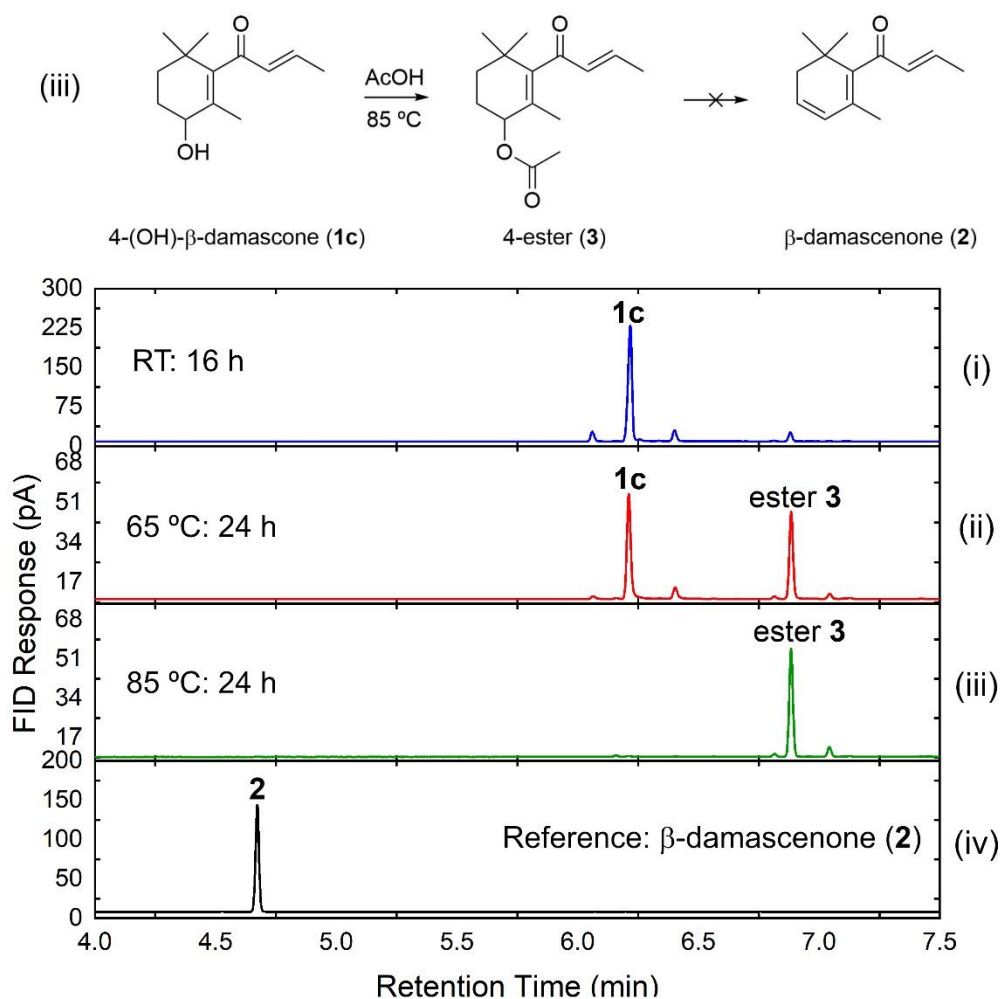 (iii)
O
OH
AcOH
85 ºC
O
O
O
O
4-(OH)-β-damascone (1c)
4-ester (3)
β-damascenone (2)
FID Response (pA)
300
225
150
75
0
RT: 16 h
1c
(i)
68
51
34
17
65 ºC: 24 h
1c
ester 3
(ii)
68
51
34
17
85 ºC: 24 h
ester 3
(iii)
200
150
100
50
0
2
Reference: β-damascenone (2)
(iv)
4.0 4.5 5.0 6.0 6.5 7.0 7.5
Retention Time (min)